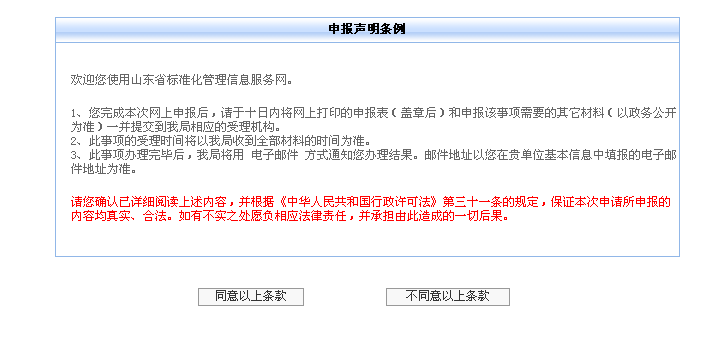 申报声明条例
欢迎您使用山东省标准化管理信息服务网。
1、您完成本次网上申报后，请于十日内将网上打印的申报表（盖章后）和申报该事项需要的其它材料（以政务公开
为准）一并提交到我局相应的受理机构。
2、此事项的受理时间将以我局收到全部材料的时间为准。
3、此事项办理完毕后，我局将用 电子邮件 方式通知您办理结果。邮件地址以您在贵单位基本信息中填报的电子邮
件地址为准。
请您确认已详细阅读上述内容，并根据《中华人民共和国行政许可法》第三十一条的规定，保证本次申请所申报的
内容均真实、合法。如有不实之处愿负相应法律责任，并承担由此造成的一切后果。
同意以上条款 不同意以上条款